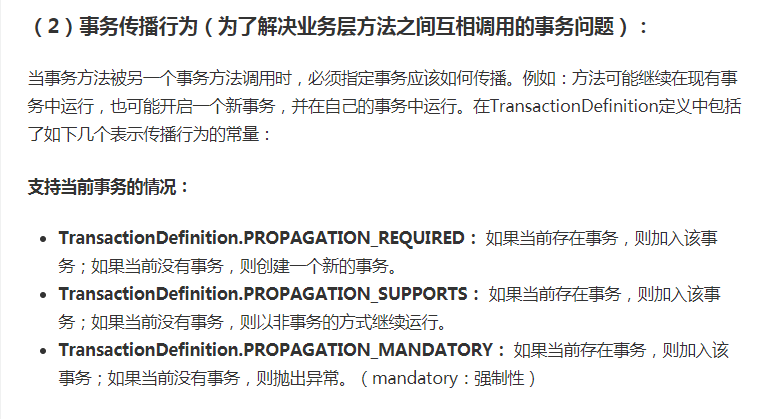 （2）事务传播行为（为了解决业务层方法之间互相调用的事务问题）：
当事务方法被另一个事务方法调用时，必须指定事务应该如何传播。例如：方法可能继续在现有事
务中运行，也可能开启一个新事务，并在自己的事务中运行。在TransactionDefinition定义中包括
了如下几个表示传播行为的常量：
支持当前事务的情况：
• TransactionDefinition.PROPAGATION_REQUIRED： 如果当前存在事务，则加入该事
务；如果当前没有事务，则创建一个新的事务。
• TransactionDefinition.PROPAGATION_SUPPORTS： 如果当前存在事务，则加入该事
务；如果当前没有事务，则以非事务的方式继续运行。
• TransactionDefinition.PROPAGATION_MANDATORY： 如果当前存在事务，则加入该
事务；如果当前没有事务，则抛出异常。（mandatory：强制性）